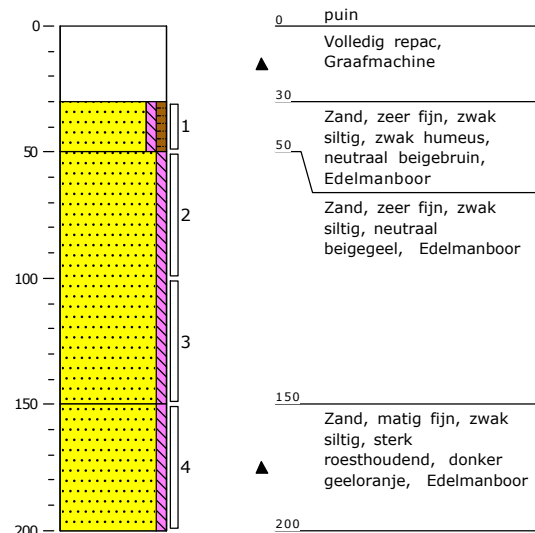 0
50
100
150
200
1
2
3
4
0 puin
Volledig repac,
Graafmachine
30
Zand, zeer fijn, zwak
siltig, zwak humeus,
neutraal beigebruin,
Edelmanboor
50
Zand, zeer fijn, zwak
siltig, neutraal
beigegeel, Edelmanboor
150
Zand, matig fijn, zwak
siltig, sterk
roesthoudend, donker
geeloranje, Edelmanboor
200